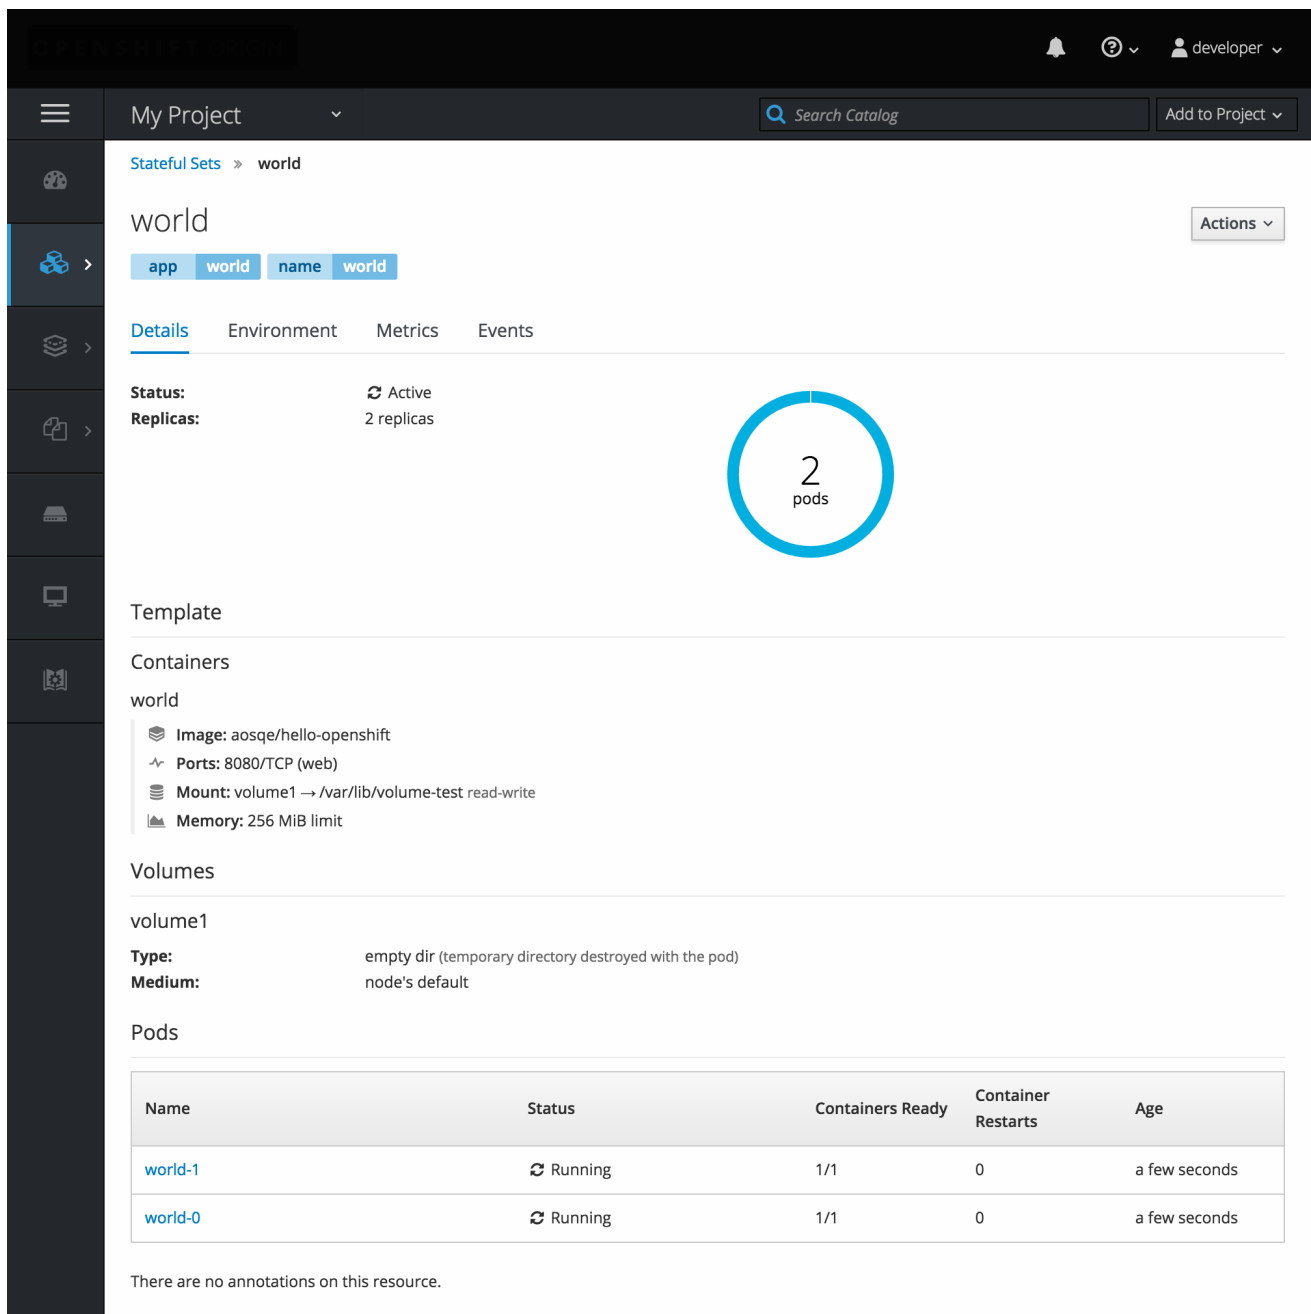 OPENSHIFT ORIGIN
developer
My Project
Search Catalog
Add to Project
Stateful Sets » world
world
Actions
app world name world
Details Environment Metrics Events
Status: Active
Replicas: 2 replicas
2
pods
Template
Containers
world
Image: aosqe/hello-openshift
Ports: 8080/TCP (web)
Mount: volume1 → /var/lib/volume-test read-write
Memory: 256 MiB limit
Volumes
volume1
Type: empty dir (temporary directory destroyed with the pod)
Medium: node's default
Pods
Name Status Containers Ready Container Restarts Age
world-1 Running 1/1 0 a few seconds
world-0 Running 1/1 0 a few seconds
There are no annotations on this resource.